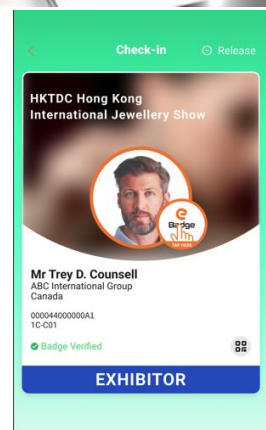 Check-in
Release
HKTDC Hong Kong
International Jewellery Show
e
Badge
TAP HERE
Mr Trey D. Counsell
ABC International Group
Canada
000044000000A1
1C-C01
Badge Verified
EXHIBITOR